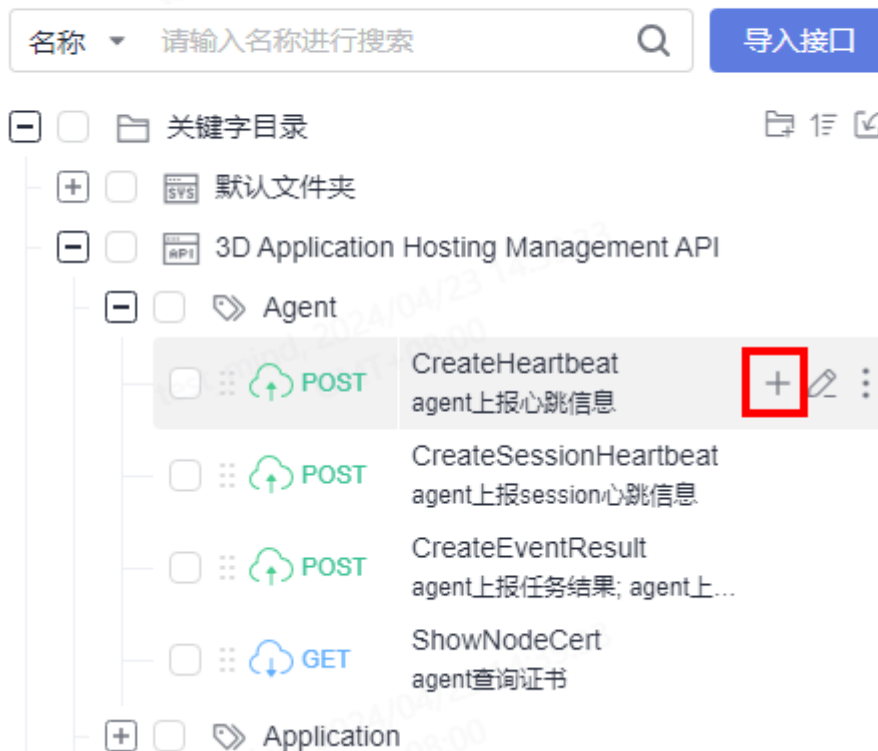 名称 请输入名称进行搜索 导入接口
关键字目录
SYS 默认文件夹
API 3D Application Hosting Management API
Agent
POST CreateHeartbeat
agent上报心跳信息
POST CreateSessionHeartbeat
agent上报session心跳信息
POST CreateEventResult
agent上报任务结果; agent上...
GET ShowNodeCert
agent查询证书
Application